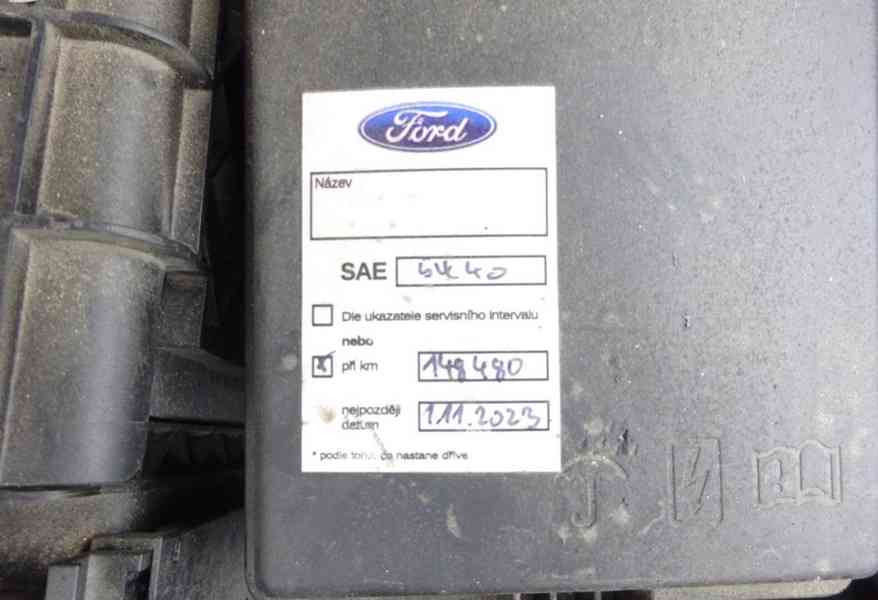 Ford
Název
SAE 5W40
Dle ukazatele servisního intervalu
nebo
při km 148480
nejpozději
datum 1.11.2023
* podle toho, co nastane dříve